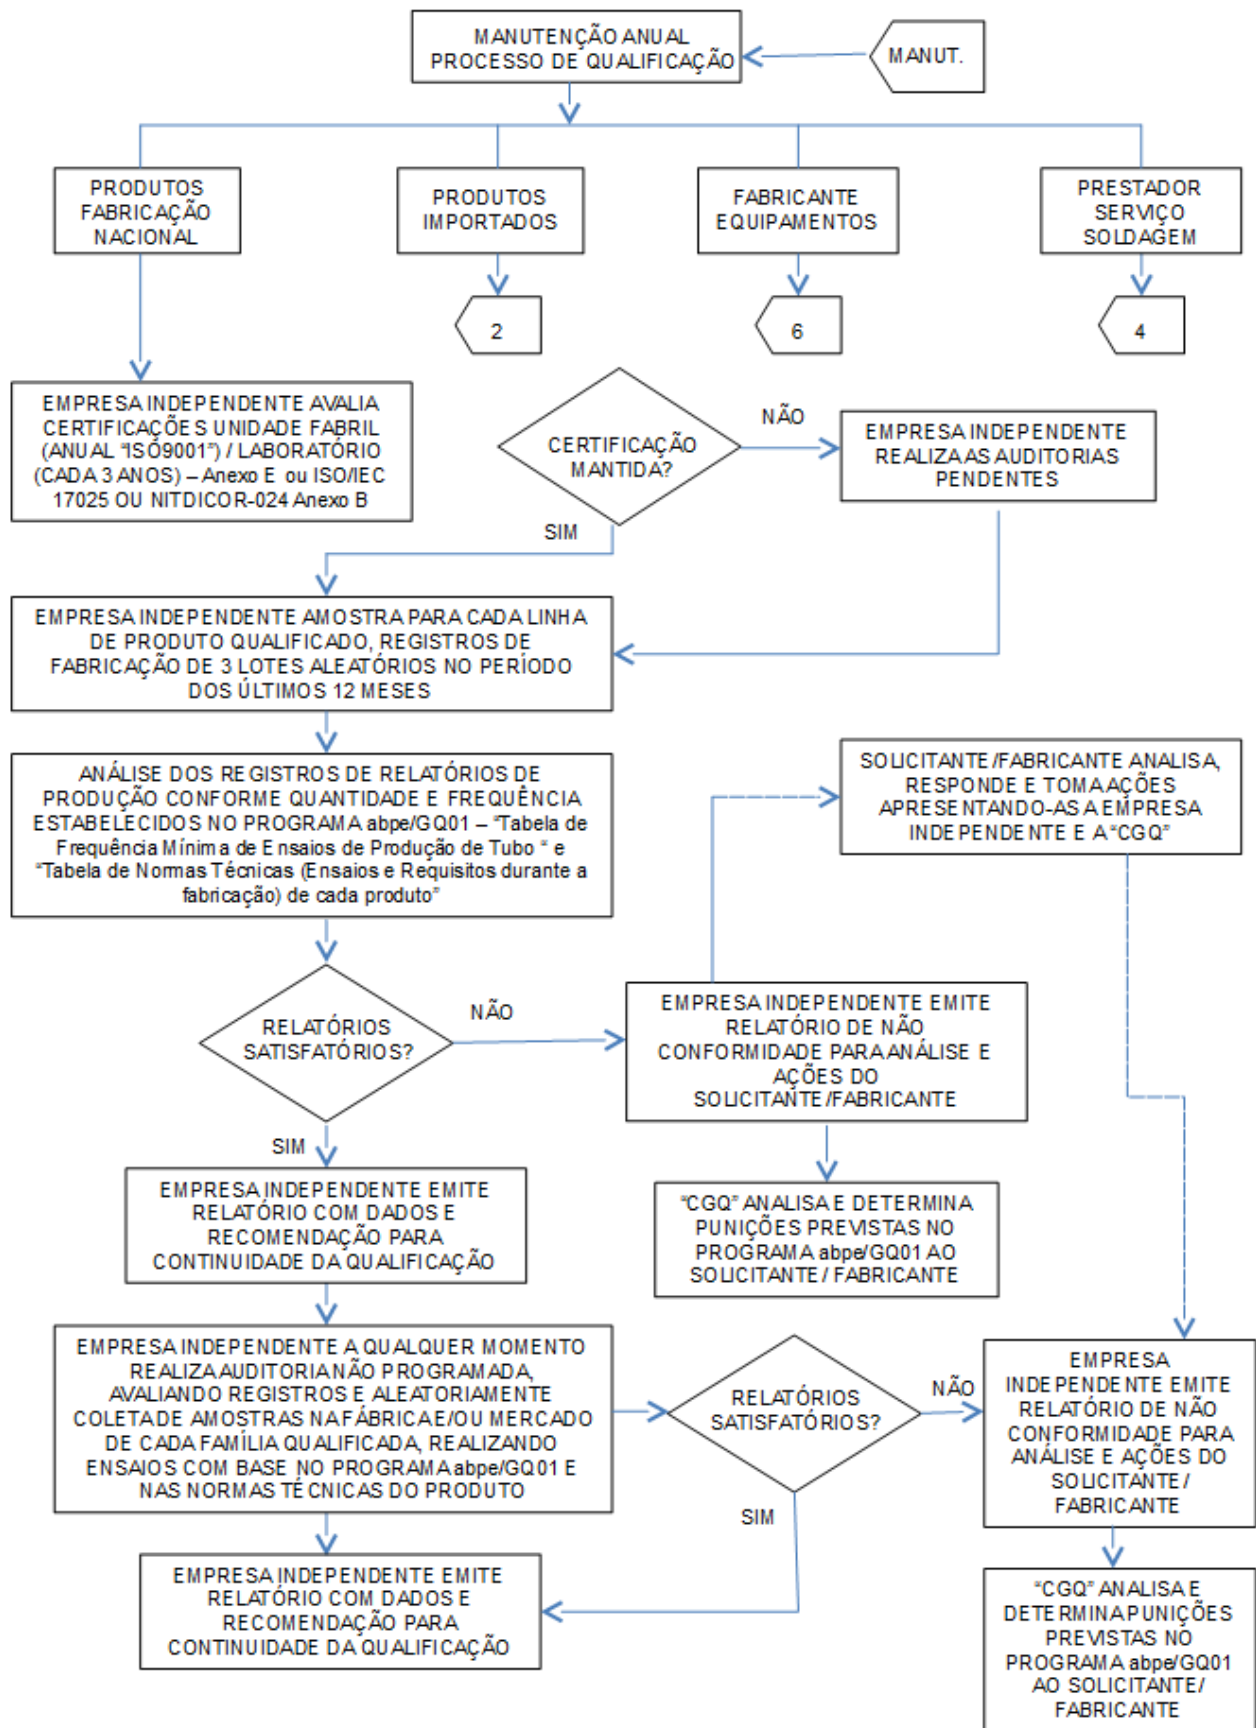 MANUTENÇÃO ANUAL
PROCESSO DE QUALIFICAÇÃO
MANUT.
PRODUTOS
FABRICAÇÃO
NACIONAL
PRODUTOS
IMPORTADOS
FABRICANTE
EQUIPAMENTOS
PRESTADOR
SERVIÇO
SOLDAGEM
2
6
4
EMPRESA INDEPENDENTE AVALIA
CERTIFICAÇÕES UNIDADE FABRIL
(ANUAL "ISO9001") / LABORATÓRIO
(CADA 3 ANOS) – Anexo E ou ISO/IEC
17025 OU NITDICOR-024 Anexo B
CERTIFICAÇÃO
MANTIDA?
NÃO
EMPRESA INDEPENDENTE
REALIZA AS AUDITORIAS
PENDENTES
SIM
EMPRESA INDEPENDENTE AMOSTRA PARA CADA LINHA
DE PRODUTO QUALIFICADO, REGISTROS DE
FABRICAÇÃO DE 3 LOTES ALEATÓRIOS NO PERÍODO
DOS ÚLTIMOS 12 MESES
ANÁLISE DOS REGISTROS DE RELATÓRIOS DE
PRODUÇÃO CONFORME QUANTIDADE E FREQUÊNCIA
ESTABELECIDOS NO PROGRAMA abpe/GQ01 – "Tabela de
Frequência Mínima de Ensaios de Produção de Tubo " e
"Tabela de Normas Técnicas (Ensaios e Requisitos durante a
fabricação) de cada produto"
SOLICITANTE/FABRICANTE ANALISA,
RESPONDE E TOMA AÇÕES
APRESENTANDO-AS A EMPRESA
INDEPENDENTE E A "CGQ"
RELATÓRIOS
SATISFATÓRIOS?
NÃO
EMPRESA INDEPENDENTE EMITE
RELATÓRIO DE NÃO
CONFORMIDADE PARA ANÁLISE E
AÇÕES DO
SOLICITANTE/FABRICANTE
SIM
EMPRESA INDEPENDENTE EMITE
RELATÓRIO COM DADOS E
RECOMENDAÇÃO PARA
CONTINUIDADE DA QUALIFICAÇÃO
"CGQ" ANALISA E DETERMINA
PUNIÇÕES PREVISTAS NO
PROGRAMA abpe/GQ01 AO
SOLICITANTE / FABRICANTE
EMPRESA INDEPENDENTE A QUALQUER MOMENTO
REALIZA AUDITORIA NÃO PROGRAMADA,
AVALIANDO REGISTROS E ALEATORIAMENTE
COLETA DE AMOSTRAS NA FÁBRICA E/OU MERCADO
DE CADA FAMÍLIA QUALIFICADA, REALIZANDO
ENSAIOS COM BASE NO PROGRAMA abpe/GQ01 E
NAS NORMAS TÉCNICAS DO PRODUTO
RELATÓRIOS
SATISFATÓRIOS?
NÃO
EMPRESA
INDEPENDENTE EMITE
RELATÓRIO DE NÃO
CONFORMIDADE PARA
ANÁLISE E AÇÕES DO
SOLICITANTE /
FABRICANTE
SIM
EMPRESA INDEPENDENTE EMITE
RELATÓRIO COM DADOS E
RECOMENDAÇÃO PARA
CONTINUIDADE DA QUALIFICAÇÃO
"CGQ" ANALISA E
DETERMINA PUNIÇÕES
PREVISTAS NO
PROGRAMA abpe/GQ01
AO SOLICITANTE /
FABRICANTE